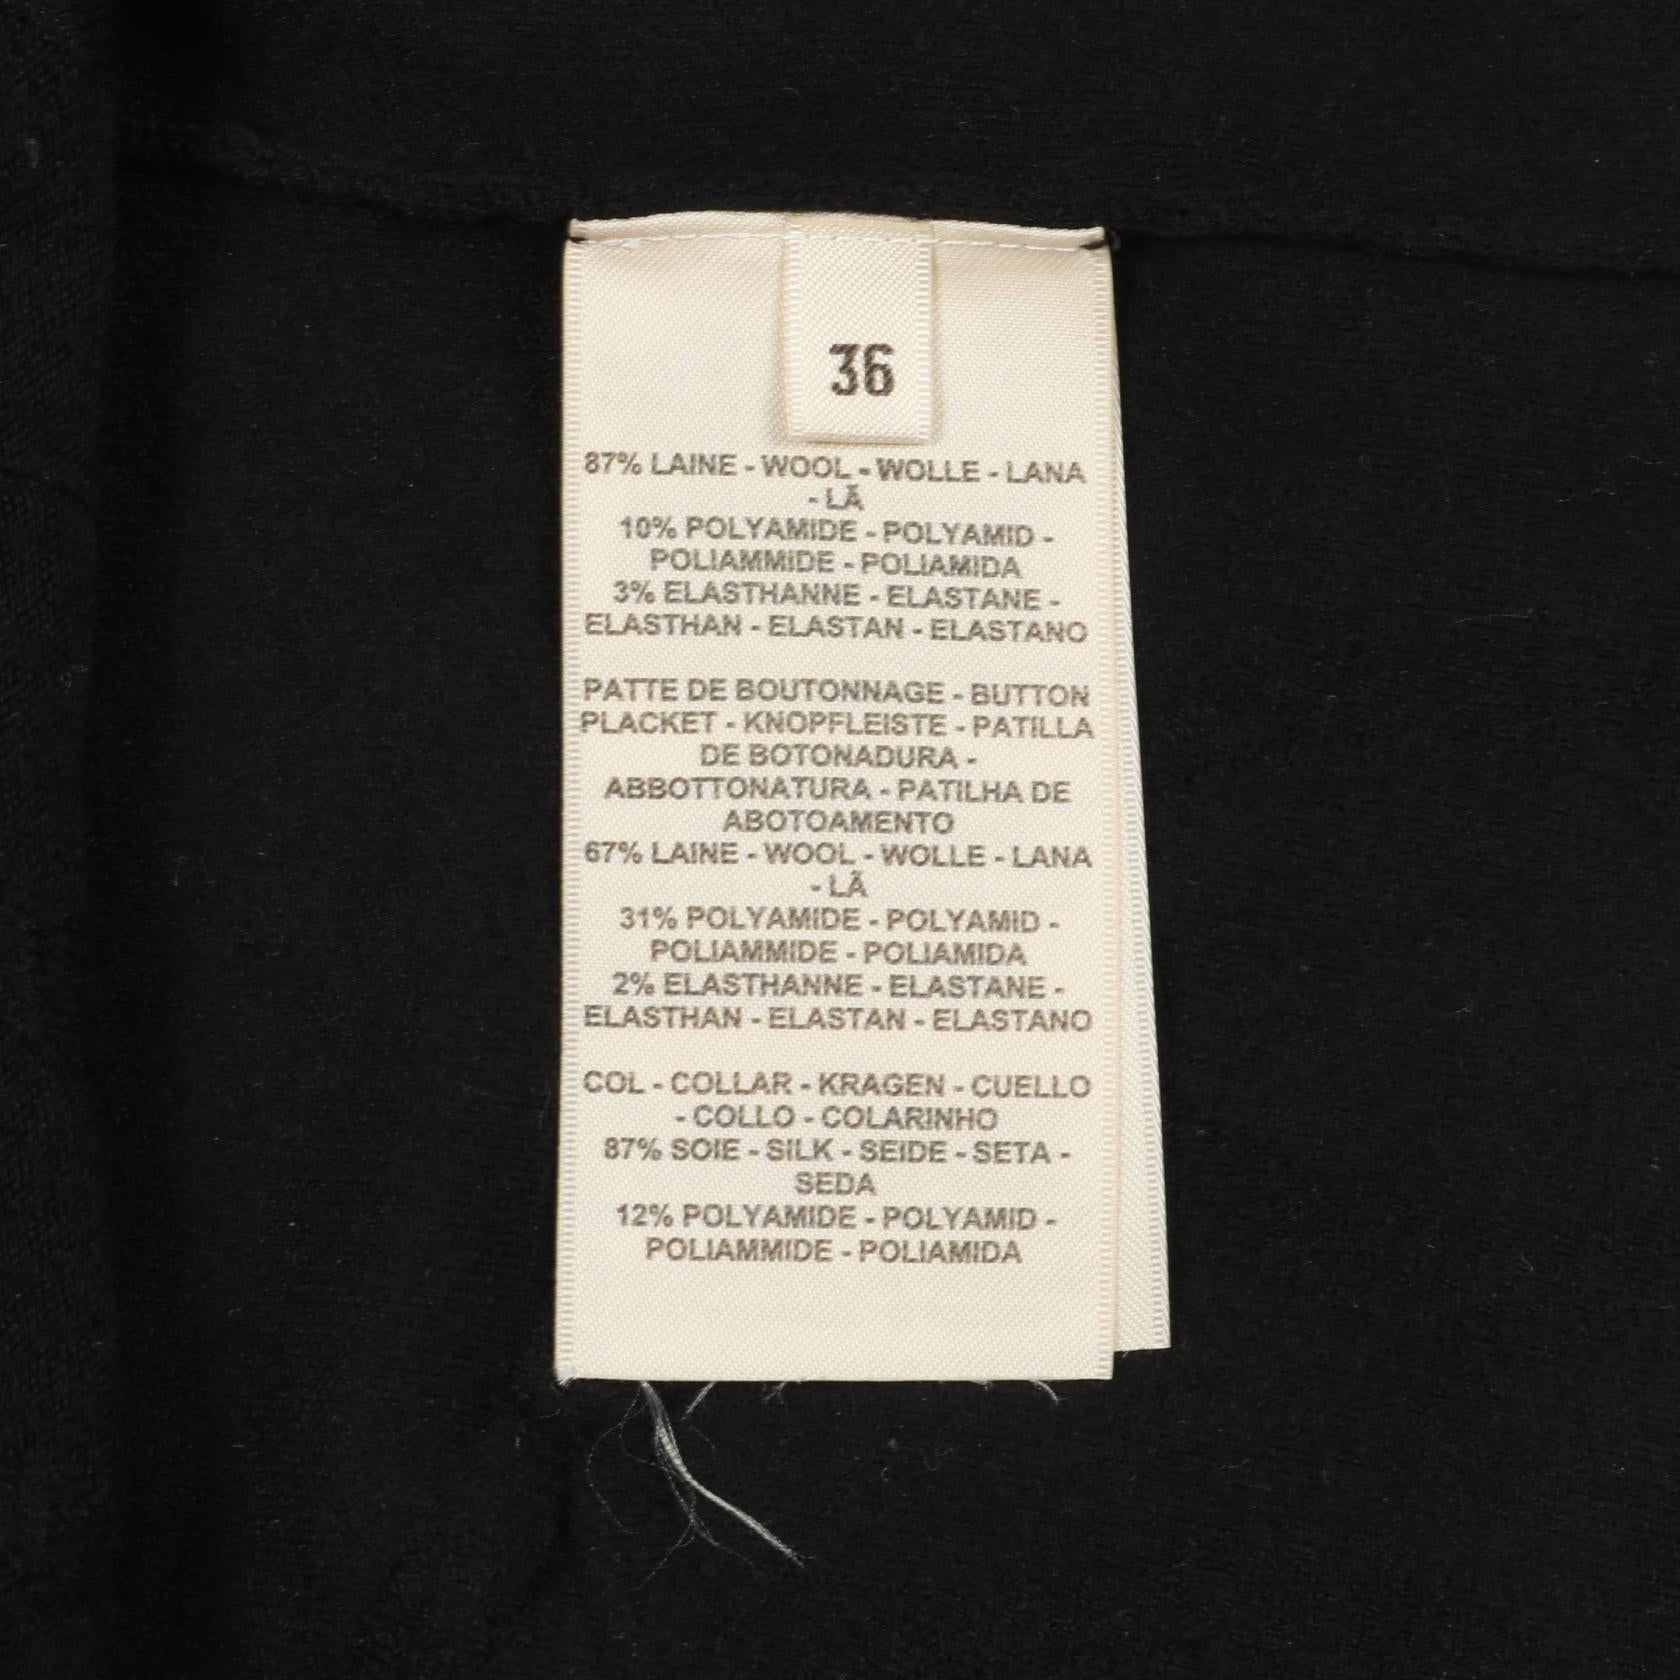 36
87% LAINE - WOOL - WOLLE - LANA
- LÃ
10% POLYAMIDE - POLYAMID -
POLIAMMIDE - POLIAMIDA
3% ELASTHANNE - ELASTANE -
ELASTHAN - ELASTAN - ELASTANO
PATTE DE BOUTONNAGE - BUTTON
PLACKET - KNOPFLEISTE - PATILLA
DE BOTONADURA -
ABBOTTONATURA - PATILHA DE
ABOTOAMENTO
67% LAINE - WOOL - WOLLE - LANA
- LÃ
31% POLYAMIDE - POLYAMID -
POLIAMMIDE - POLIAMIDA
2% ELASTHANNE - ELASTANE -
ELASTHAN - ELASTAN - ELASTANO
COL - COLLAR - KRAGEN - CUELLO
- COLLO - COLARINHO
87% SOIE - SILK - SEIDE - SETA -
SEDA
12% POLYAMIDE - POLYAMID -
POLIAMMIDE - POLIAMIDA